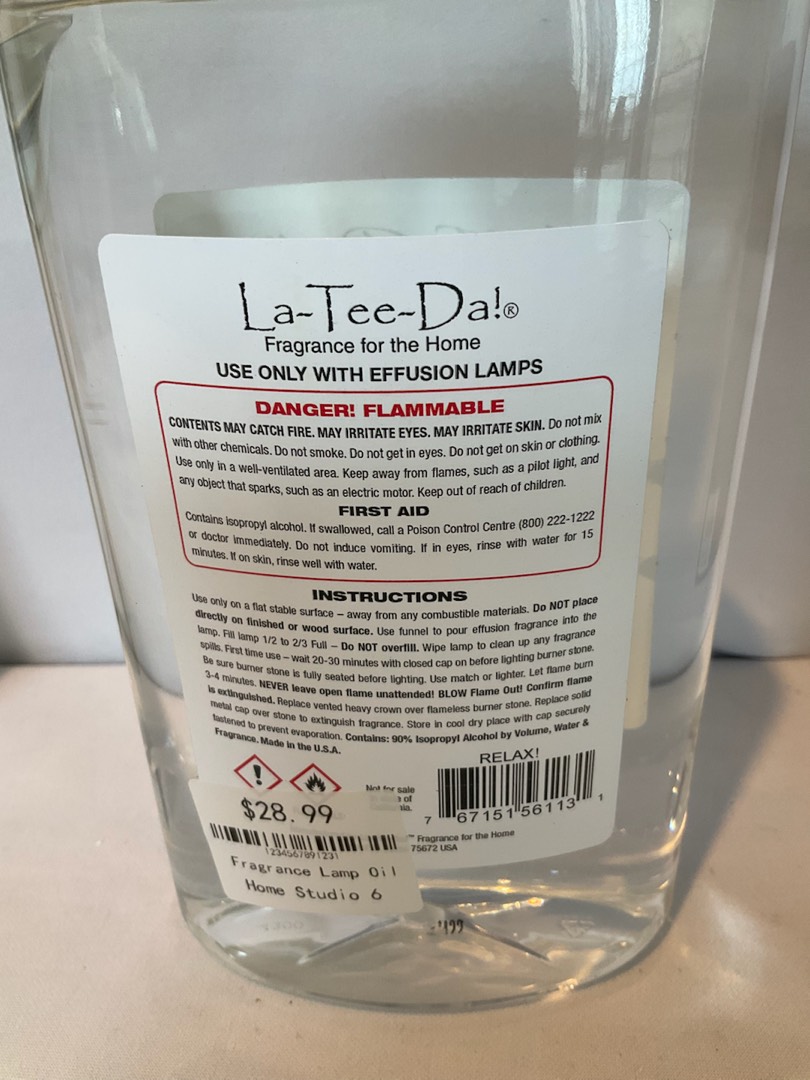 La-Tee-Da!®
Fragrance for the Home
USE ONLY WITH EFFUSION LAMPS
DANGER! FLAMMABLE
CONTENTS MAY CATCH FIRE. MAY IRRITATE EYES. MAY IRRITATE SKIN. Do not mix
with other chemicals. Do not smoke. Do not get in eyes. Do not get on skin or clothing.
Use only in a well-ventilated area. Keep away from flames, such as a pilot light, and
any object that sparks, such as an electric motor. Keep out of reach of children.
FIRST AID
Contains isopropyl alcohol. If swallowed, call a Poison Control Centre (800) 222-1222
or doctor immediately. Do not induce vomiting. If in eyes, rinse with water for 15
minutes. If on skin, rinse well with water.
INSTRUCTIONS
Use only on a flat stable surface – away from any combustible materials. Do NOT place
directly on finished or wood surface. Use funnel to pour effusion fragrance into the
lamp. Fill lamp 1/2 to 2/3 Full – Do NOT overfill. Wipe lamp to clean up any fragrance
spills. First time use – wait 20-30 minutes with closed cap on before lighting burner stone.
Be sure burner stone is fully seated before lighting. Use match or lighter. Let flame burn
3-4 minutes. NEVER leave open flame unattended! BLOW Flame Out! Confirm flame
is extinguished. Replace vented heavy crown over flameless burner stone. Replace solid
metal cap over stone to extinguish fragrance. Store in cool dry place with cap securely
fastened to prevent evaporation. Contains: 90% Isopropyl Alcohol by Volume, Water &
Fragrance. Made in the U.S.A.
RELAX!
Not for sale
of
7 67151 56113 1
™ Fragrance for the Home
75672 USA
$28.99
1234567891231
Fragrance Lamp Oil
Home Studio 6